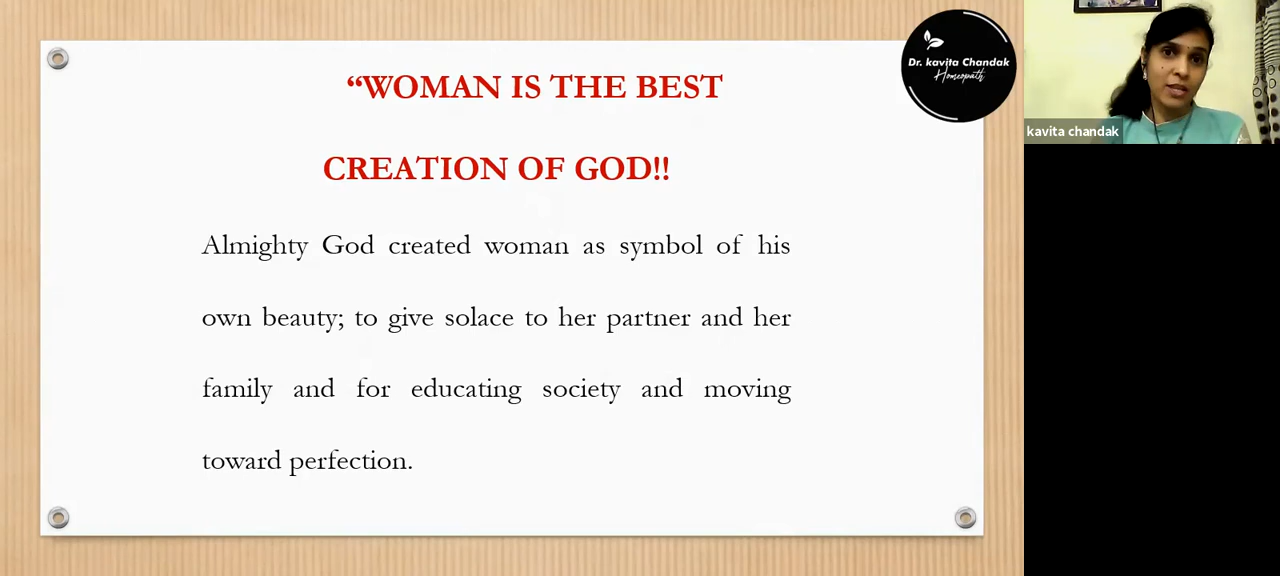 “WOMAN IS THE BEST
CREATION OF GOD!!
Almighty God created woman as symbol of his
own beauty; to give solace to her partner and her
family and for educating society and moving
toward perfection.
Dr. kavita Chandak
Homeopath
kavita chandak